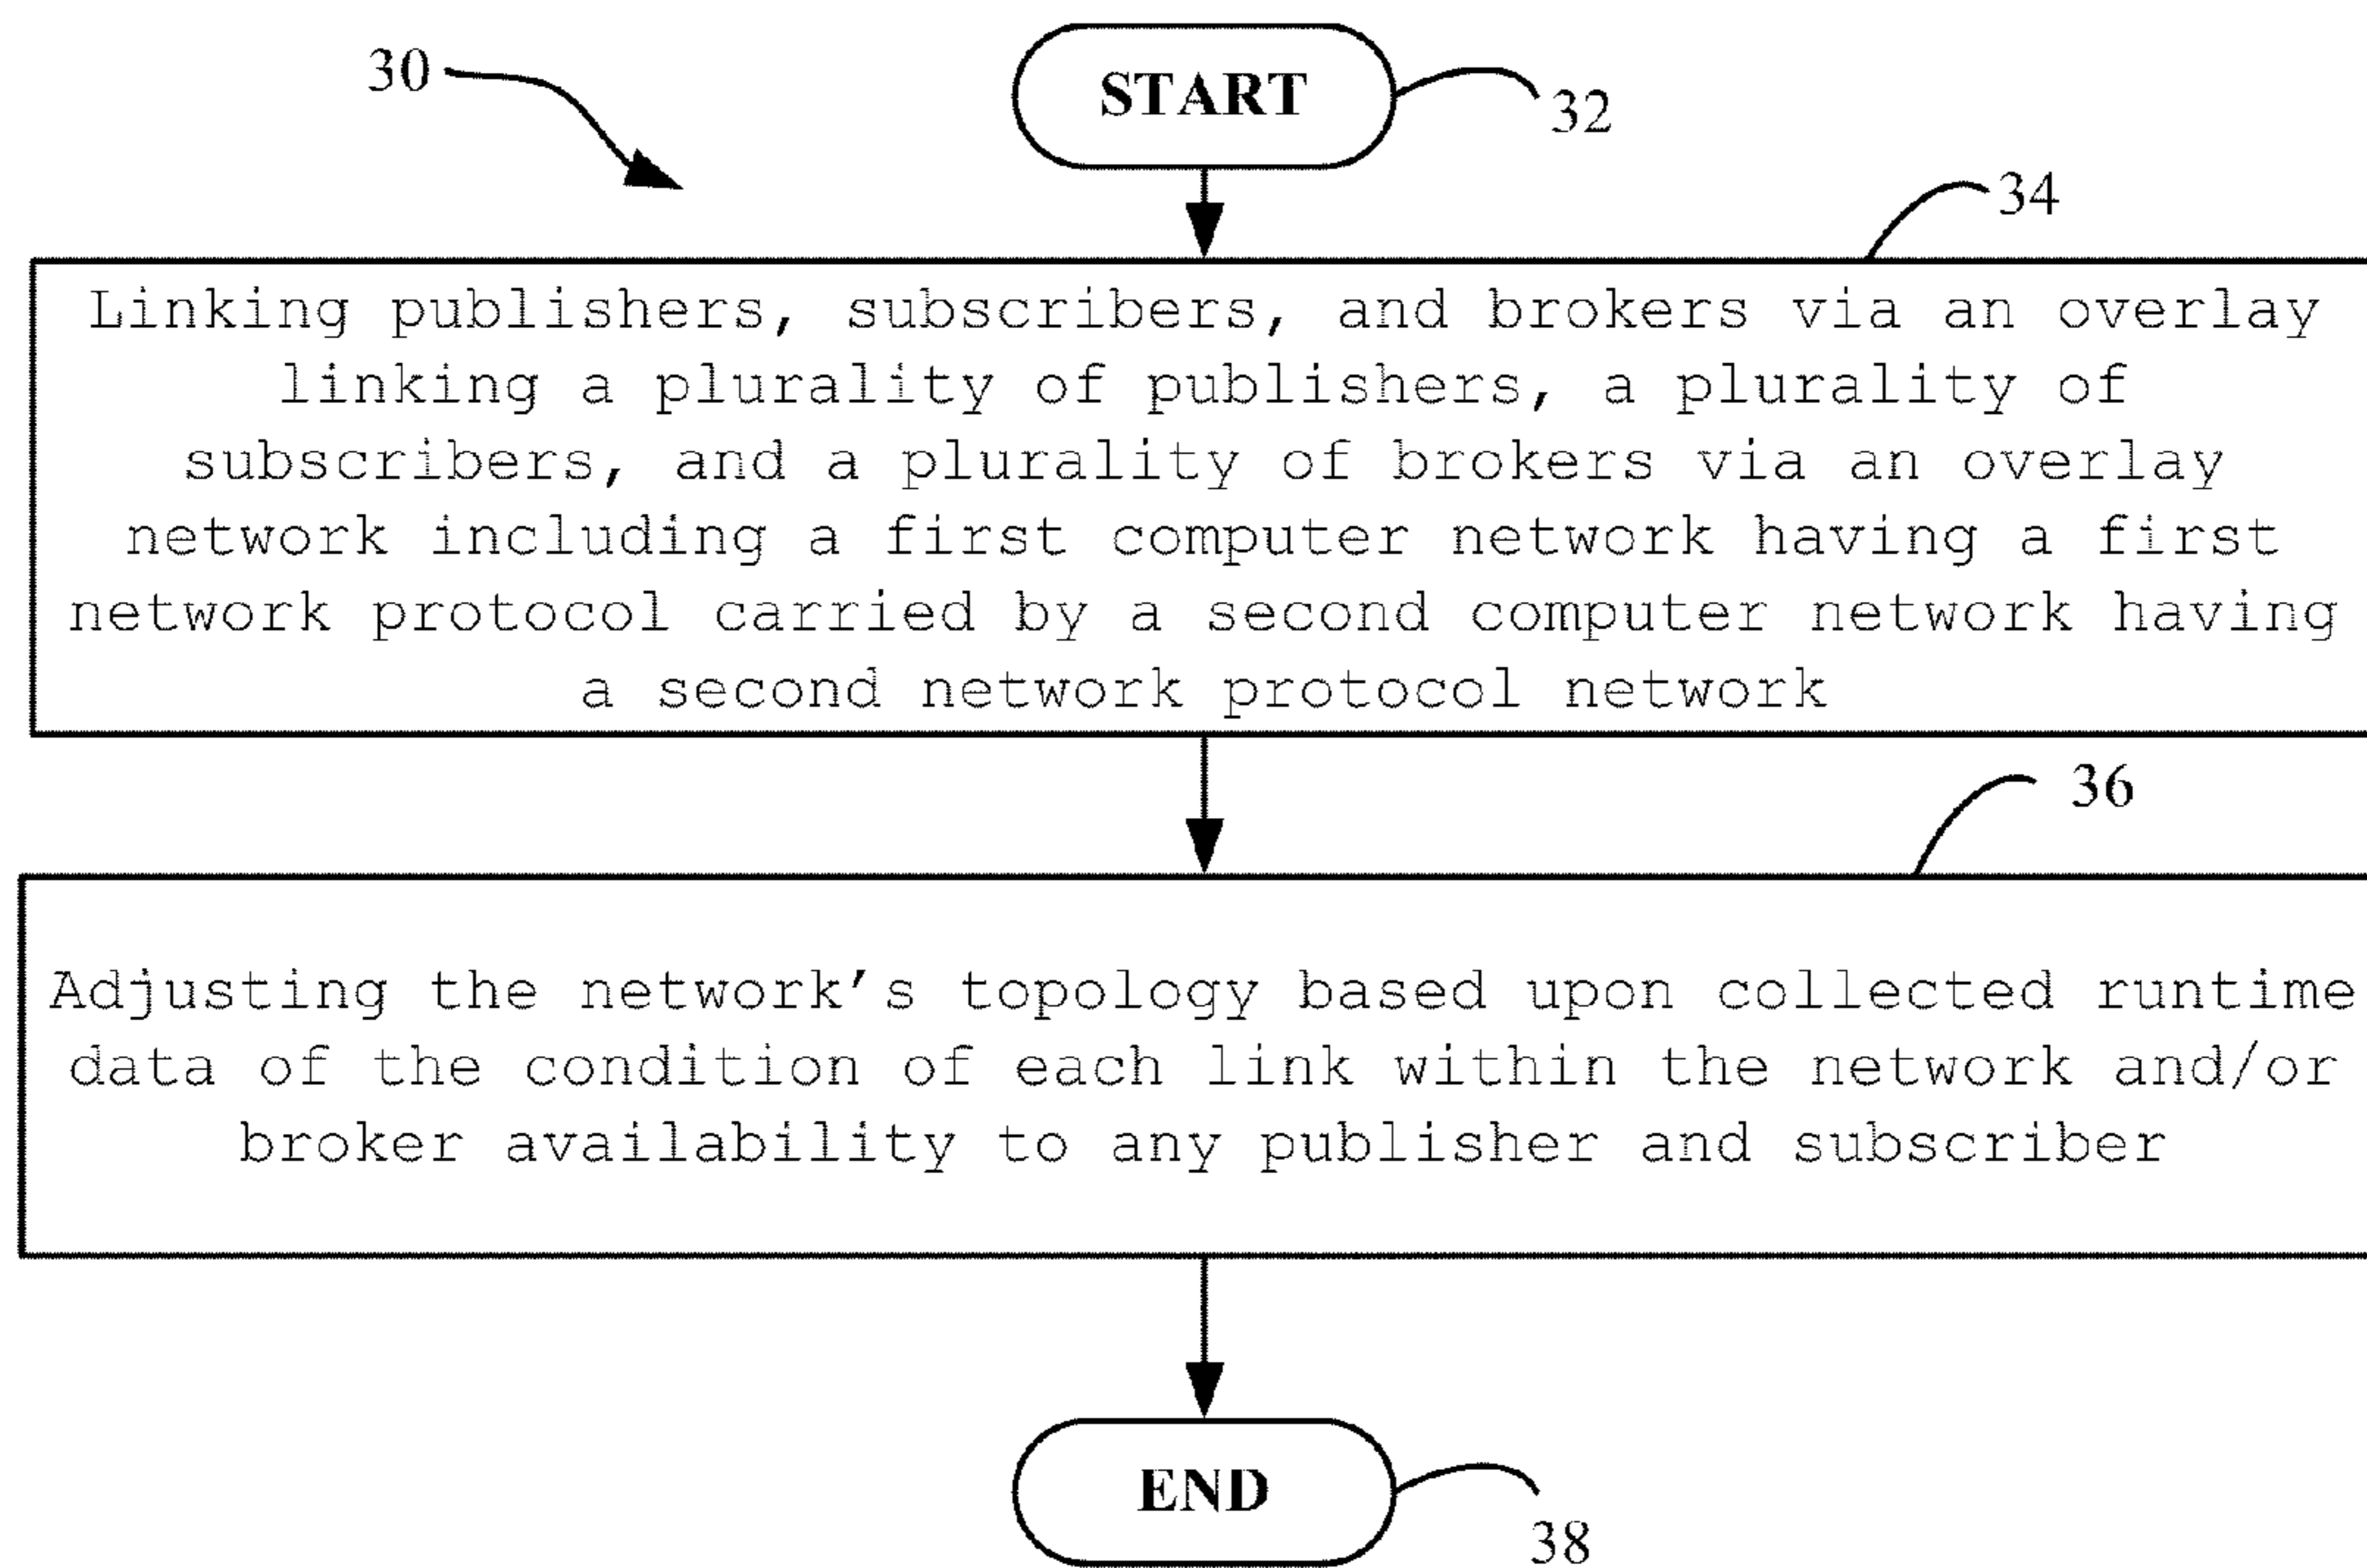 30
START
32
34
Linking publishers, subscribers, and brokers via an overlay
linking a plurality of publishers, a plurality of
subscribers, and a plurality of brokers via an overlay
network including a first computer network having a first
network protocol carried by a second computer network having
a second network protocol network
36
Adjusting the network’s topology based upon collected runtime
data of the condition of each link within the network and/or
broker availability to any publisher and subscriber
END
38